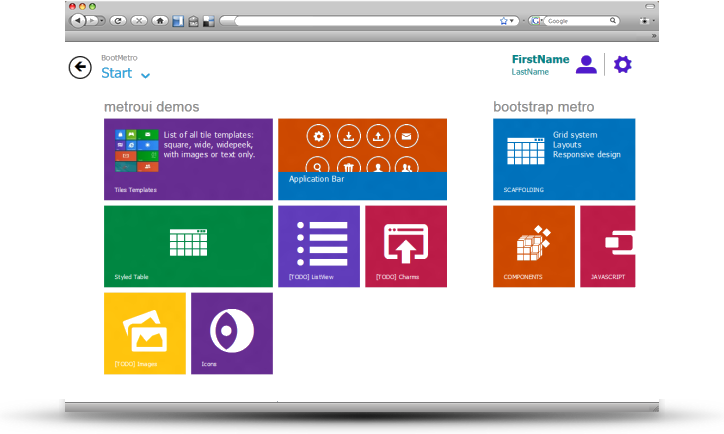 Google
BootMetro
Start
FirstName
LastName
metroui demos
bootstrap metro
List of all tile templates:
square, wide, widepeek,
with images or text only.
Tiles Templates
Application Bar
Grid system
Layouts
Responsive design
SCAFFOLDING
Styled Table
[TODO] ListView
[TODO] Charms
COMPONENTS
JAVASCRIPT
[TODO] Images
Icons